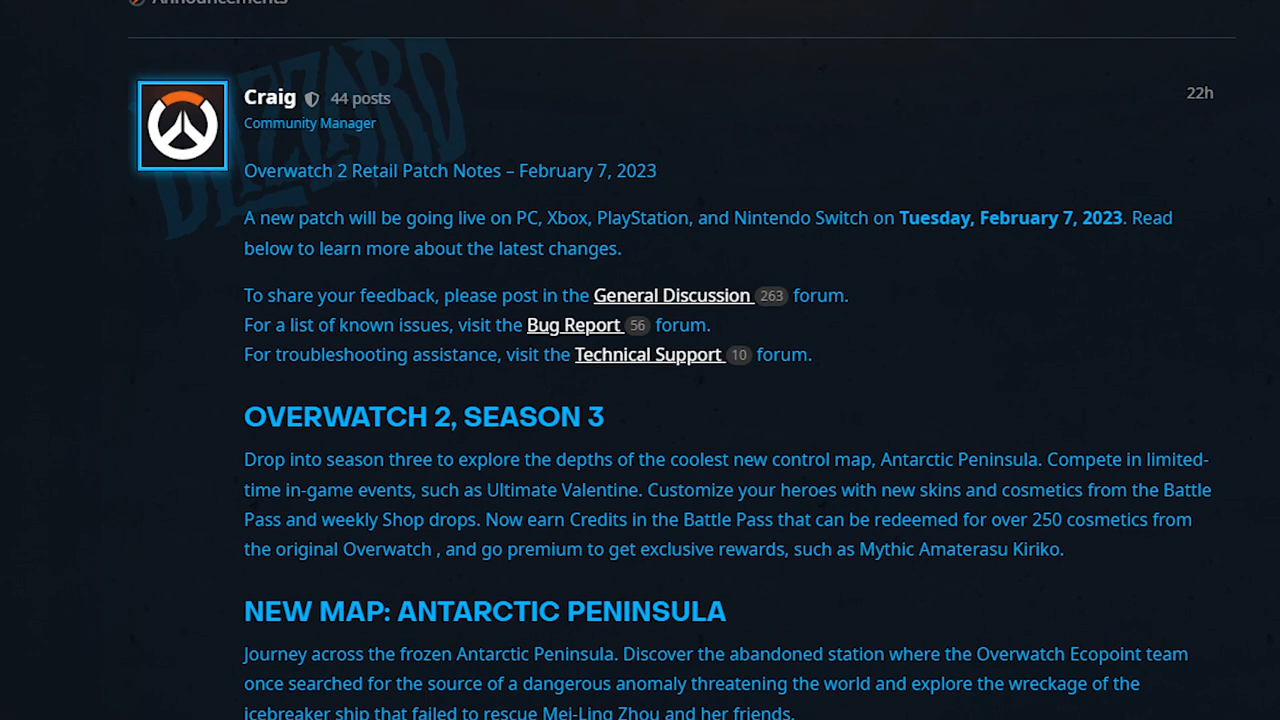 Announcements
BLIZZARD
Craig 44 posts
22h
Community Manager
Overwatch 2 Retail Patch Notes – February 7, 2023
A new patch will be going live on PC, Xbox, PlayStation, and Nintendo Switch on Tuesday, February 7, 2023. Read
below to learn more about the latest changes.
To share your feedback, please post in the General Discussion 263 forum.
For a list of known issues, visit the Bug Report 56 forum.
For troubleshooting assistance, visit the Technical Support 10 forum.
OVERWATCH 2, SEASON 3
Drop into season three to explore the depths of the coolest new control map, Antarctic Peninsula. Compete in limited-
time in-game events, such as Ultimate Valentine. Customize your heroes with new skins and cosmetics from the Battle
Pass and weekly Shop drops. Now earn Credits in the Battle Pass that can be redeemed for over 250 cosmetics from
the original Overwatch , and go premium to get exclusive rewards, such as Mythic Amaterasu Kiriko.
NEW MAP: ANTARCTIC PENINSULA
Journey across the frozen Antarctic Peninsula. Discover the abandoned station where the Overwatch Ecopoint team
once searched for the source of a dangerous anomaly threatening the world and explore the wreckage of the
icebreaker ship that failed to rescue Mei-Ling Zhou and her friends.